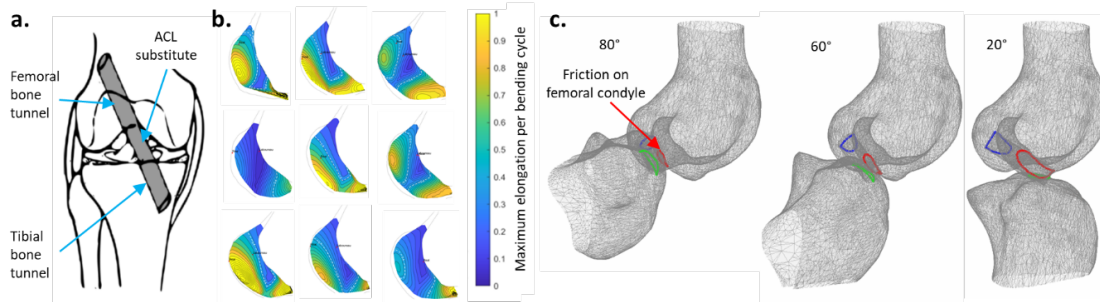 a.
ACL
substitute
Femoral
bone
tunnel
Tibial
bone
tunnel
b.
Maximum elongation per bending cycle
1
0.9
0.8
0.7
0.6
0.5
0.4
0.3
0.2
0.1
0
c.
80°
60°
20°
Friction on
femoral condyle